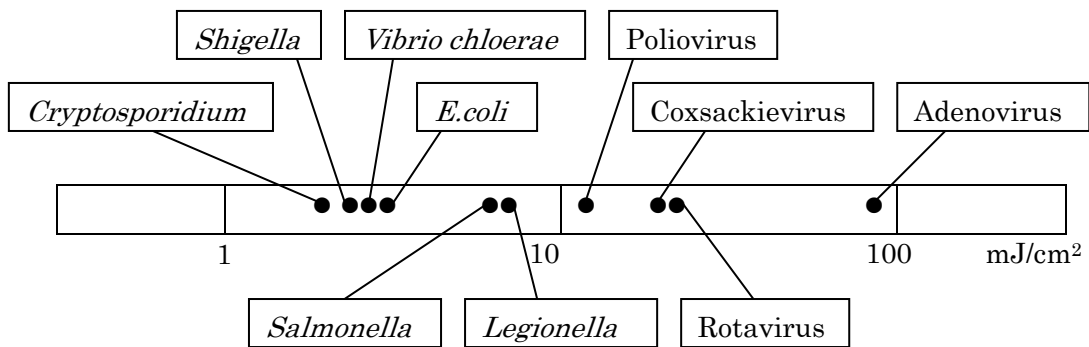 Shigella
Vibrio chloerae
Poliovirus
Cryptosporidium
E.coli
Coxsackievirus
Adenovirus
1
10
100
mJ/cm²
Salmonella
Legionella
Rotavirus